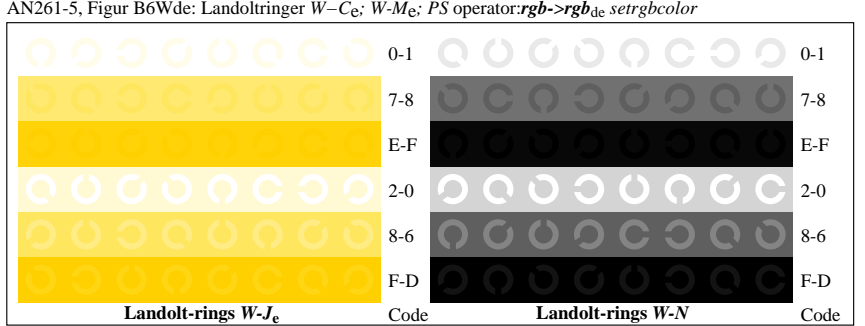 AN261-5, Figur B6Wde: Landoltringer W−Ce; W-Me; PS operator:rgb->rgbde setrgbcolor
0-1 0-1
7-8 7-8
E-F E-F
2-0 2-0
8-6 8-6
F-D F-D
Landolt-rings W-Je Code Landolt-rings W-N Code